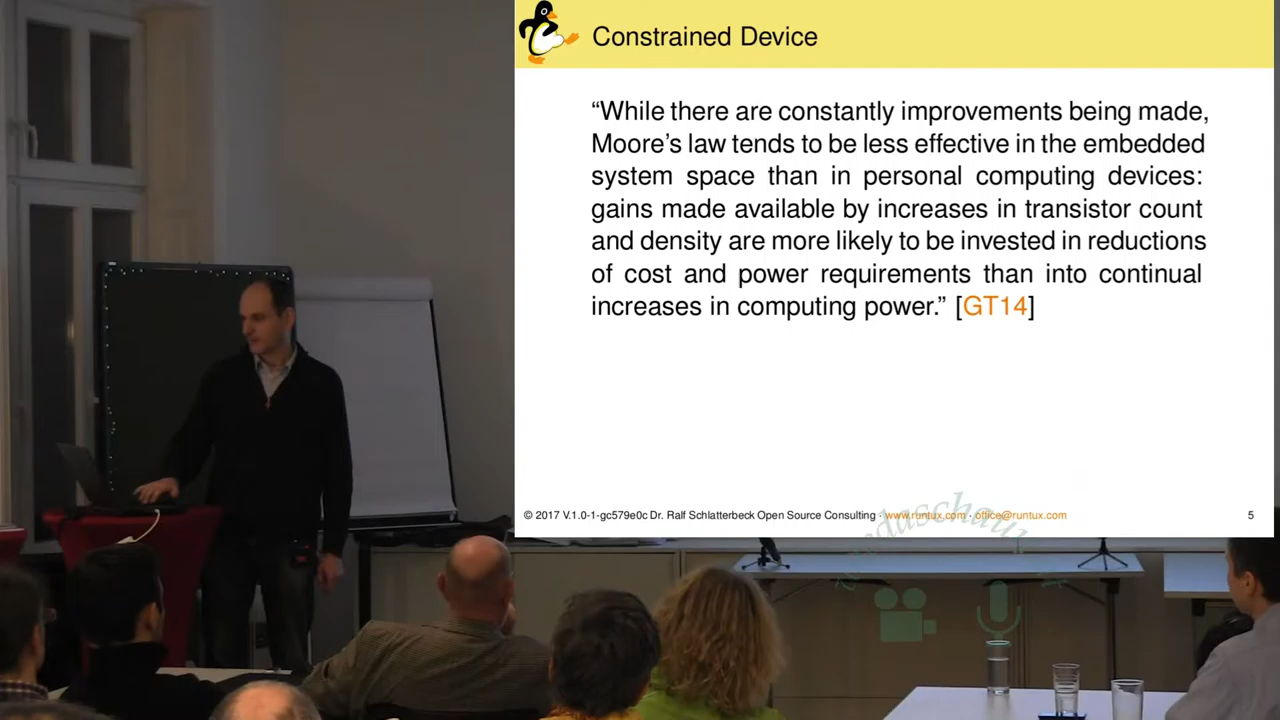 Constrained Device
“While there are constantly improvements being made,
Moore’s law tends to be less effective in the embedded
system space than in personal computing devices:
gains made available by increases in transistor count
and density are more likely to be invested in reductions
of cost and power requirements than into continual
increases in computing power.” [GT14]
© 2017 V.1.0-1-gc579e0c Dr. Ralf Schlatterbeck Open Source Consulting · www.runtux.com · office@runtux.com 5